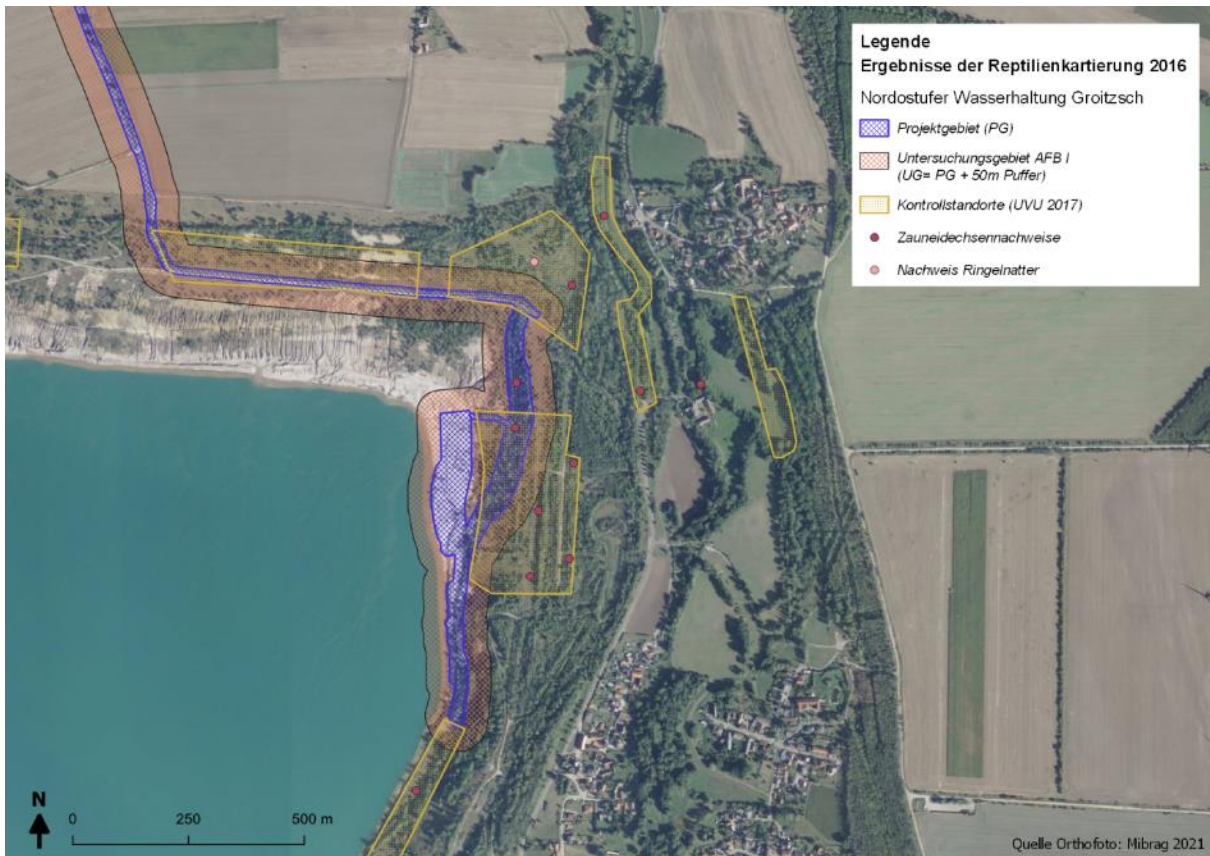 Legende
Ergebnisse der Reptilienkartierung 2016
Nordostufer Wasserhaltung Groitzsch
Projektgebiet (PG)
Untersuchungsgebiet AFB I
(UG= PG + 50m Puffer)
Kontrollstandorte (UVU 2017)
Zauneidechsennachweise
Nachweis Ringelnatter
N
0 250 500 m
Quelle Orthofoto: Mibrag 2021